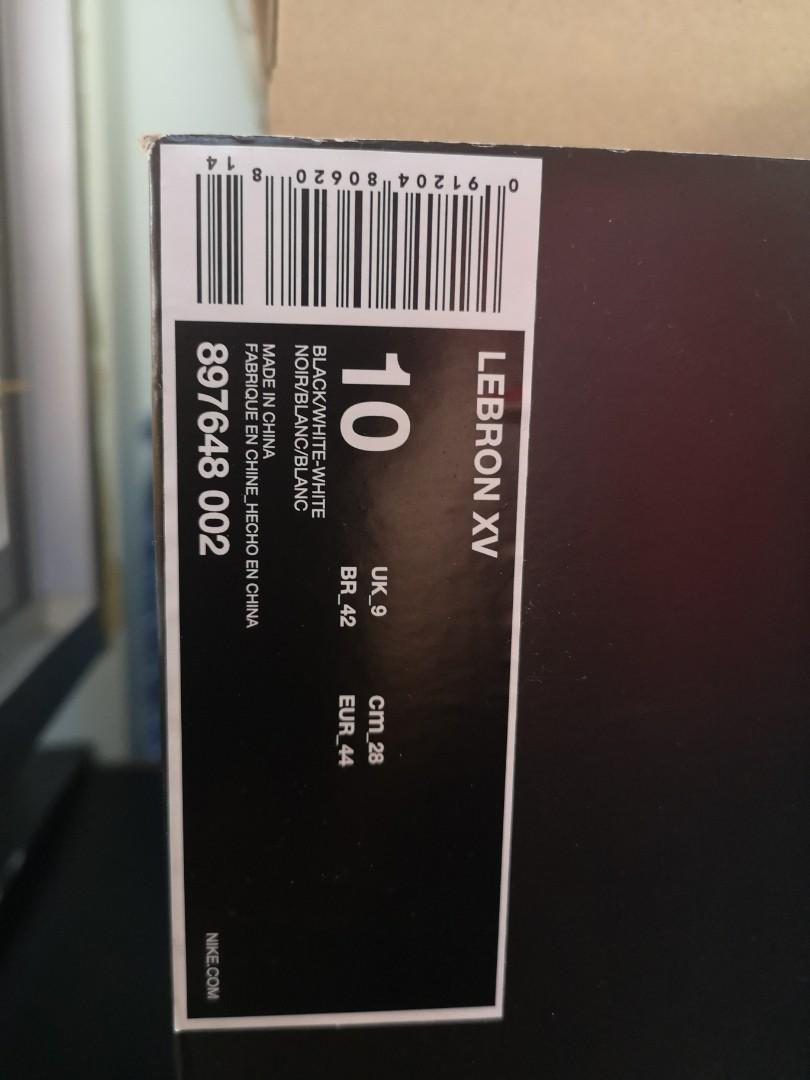 LEBRON XV
10
UK_9 cm_28
BR_42 EUR_44
BLACK/WHITE-WHITE
NOIR/BLANC/BLANC
MADE IN CHINA
FABRIQUE EN CHINE_HECHO EN CHINA
897648 002
NIKE.COM
0 91204 80620 8 14